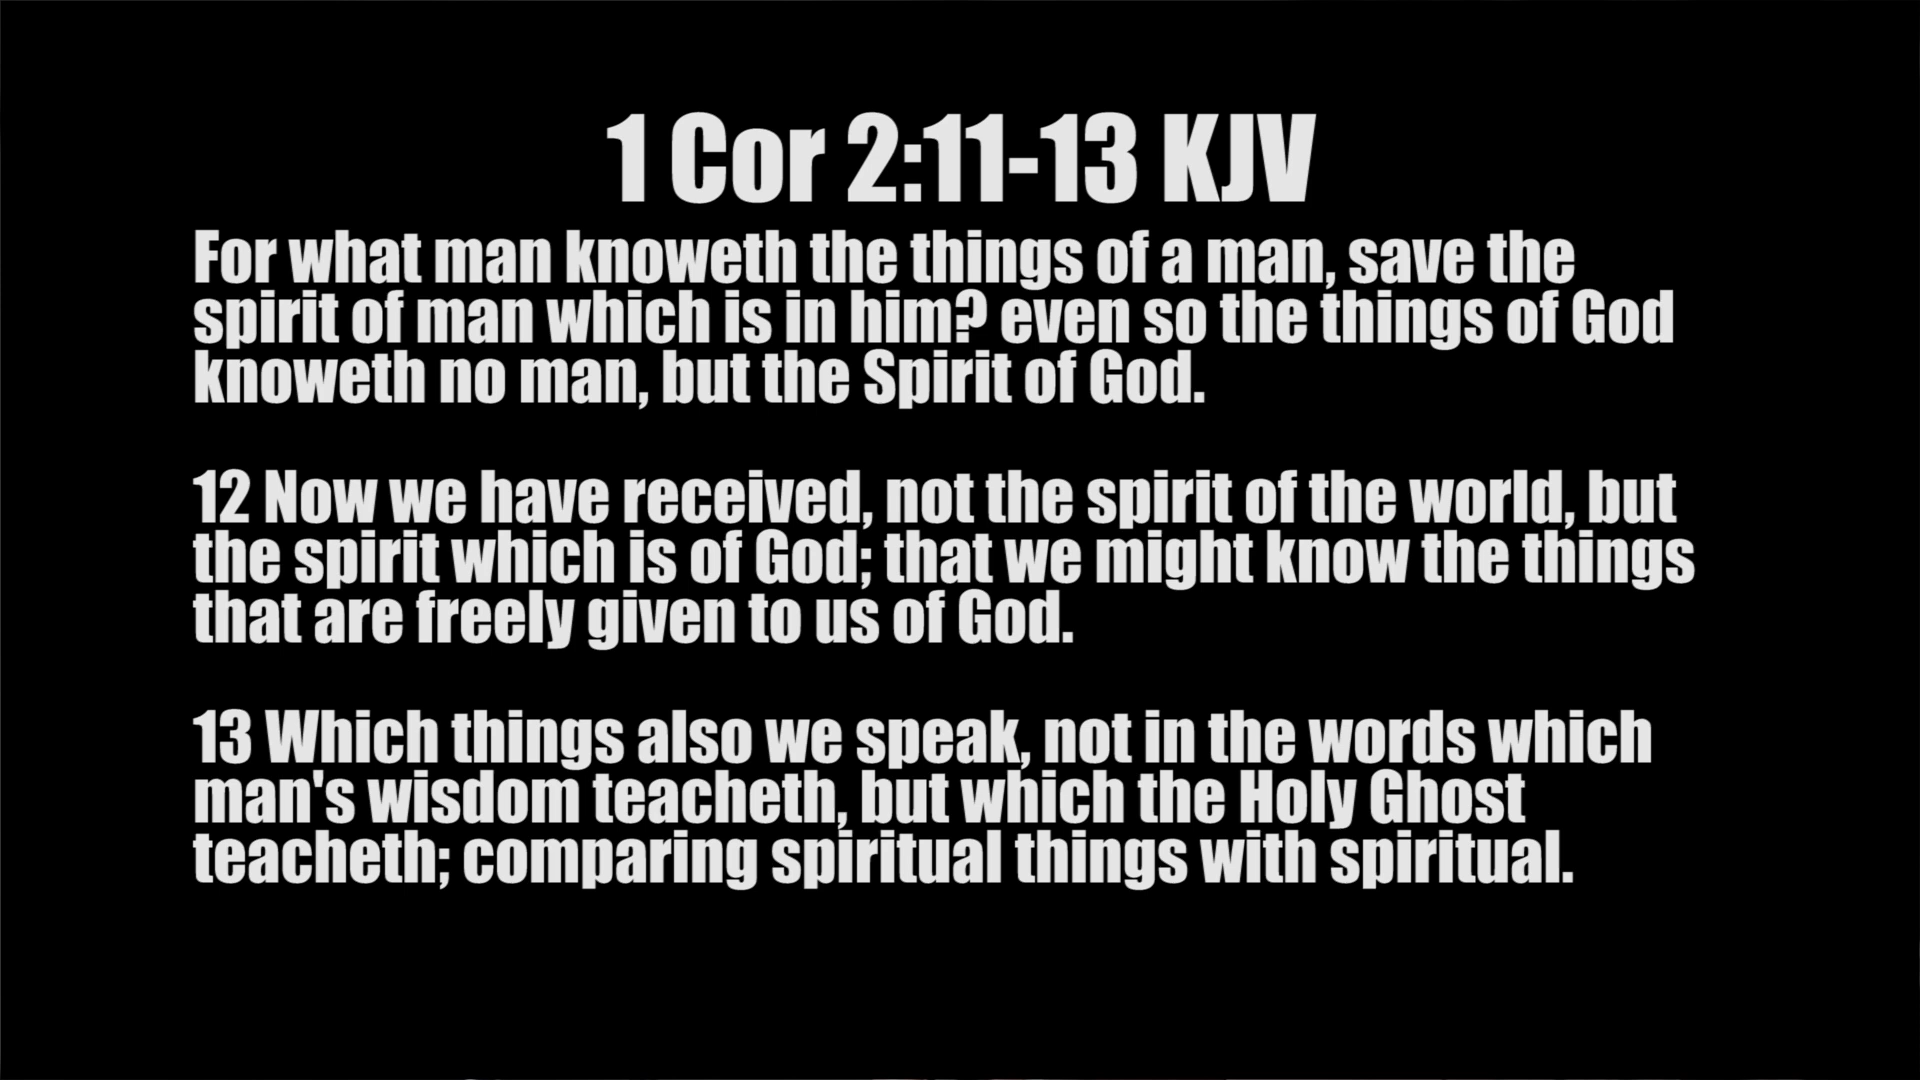 1 Cor 2:11-13 KJV
For what man knoweth the things of a man, save the
spirit of man which is in him? even so the things of God
knoweth no man, but the Spirit of God.
12 Now we have received, not the spirit of the world, but
the spirit which is of God; that we might know the things
that are freely given to us of God.
13 Which things also we speak, not in the words which
man's wisdom teacheth, but which the Holy Ghost
teacheth; comparing spiritual things with spiritual.